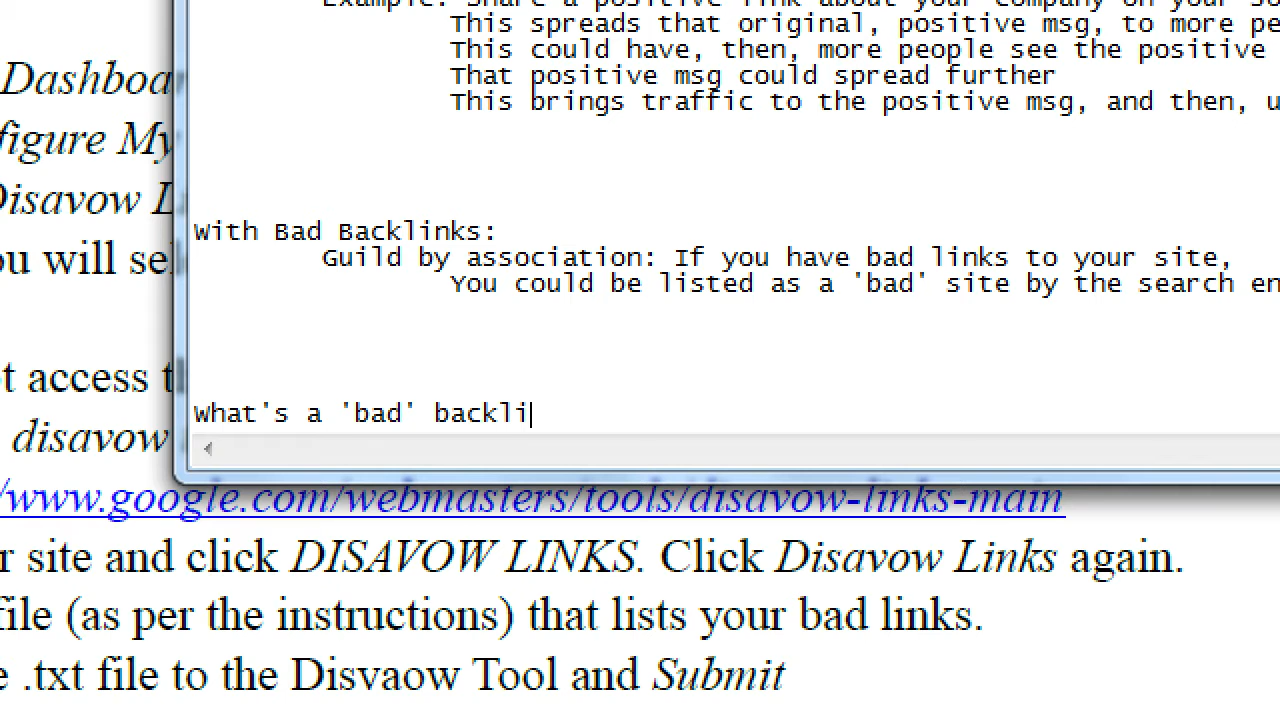 Example: Share a positive link about your company on your so
This spreads that original, positive msg, to more pe
This could have, then, more people see the positive
That positive msg could spread further
This brings traffic to the positive msg, and then, u
With Bad Backlinks:
Guild by association: If you have bad links to your site,
You could be listed as a 'bad' site by the search en
What's a 'bad' backli
Dashboar
figure My
Disavow L
ou will sel
t access t
disavow
/www.google.com/webmasters/tools/disavow-links-main
r site and click DISAVOW LINKS. Click Disavow Links again.
file (as per the instructions) that lists your bad links.
e .txt file to the Disvaow Tool and Submit